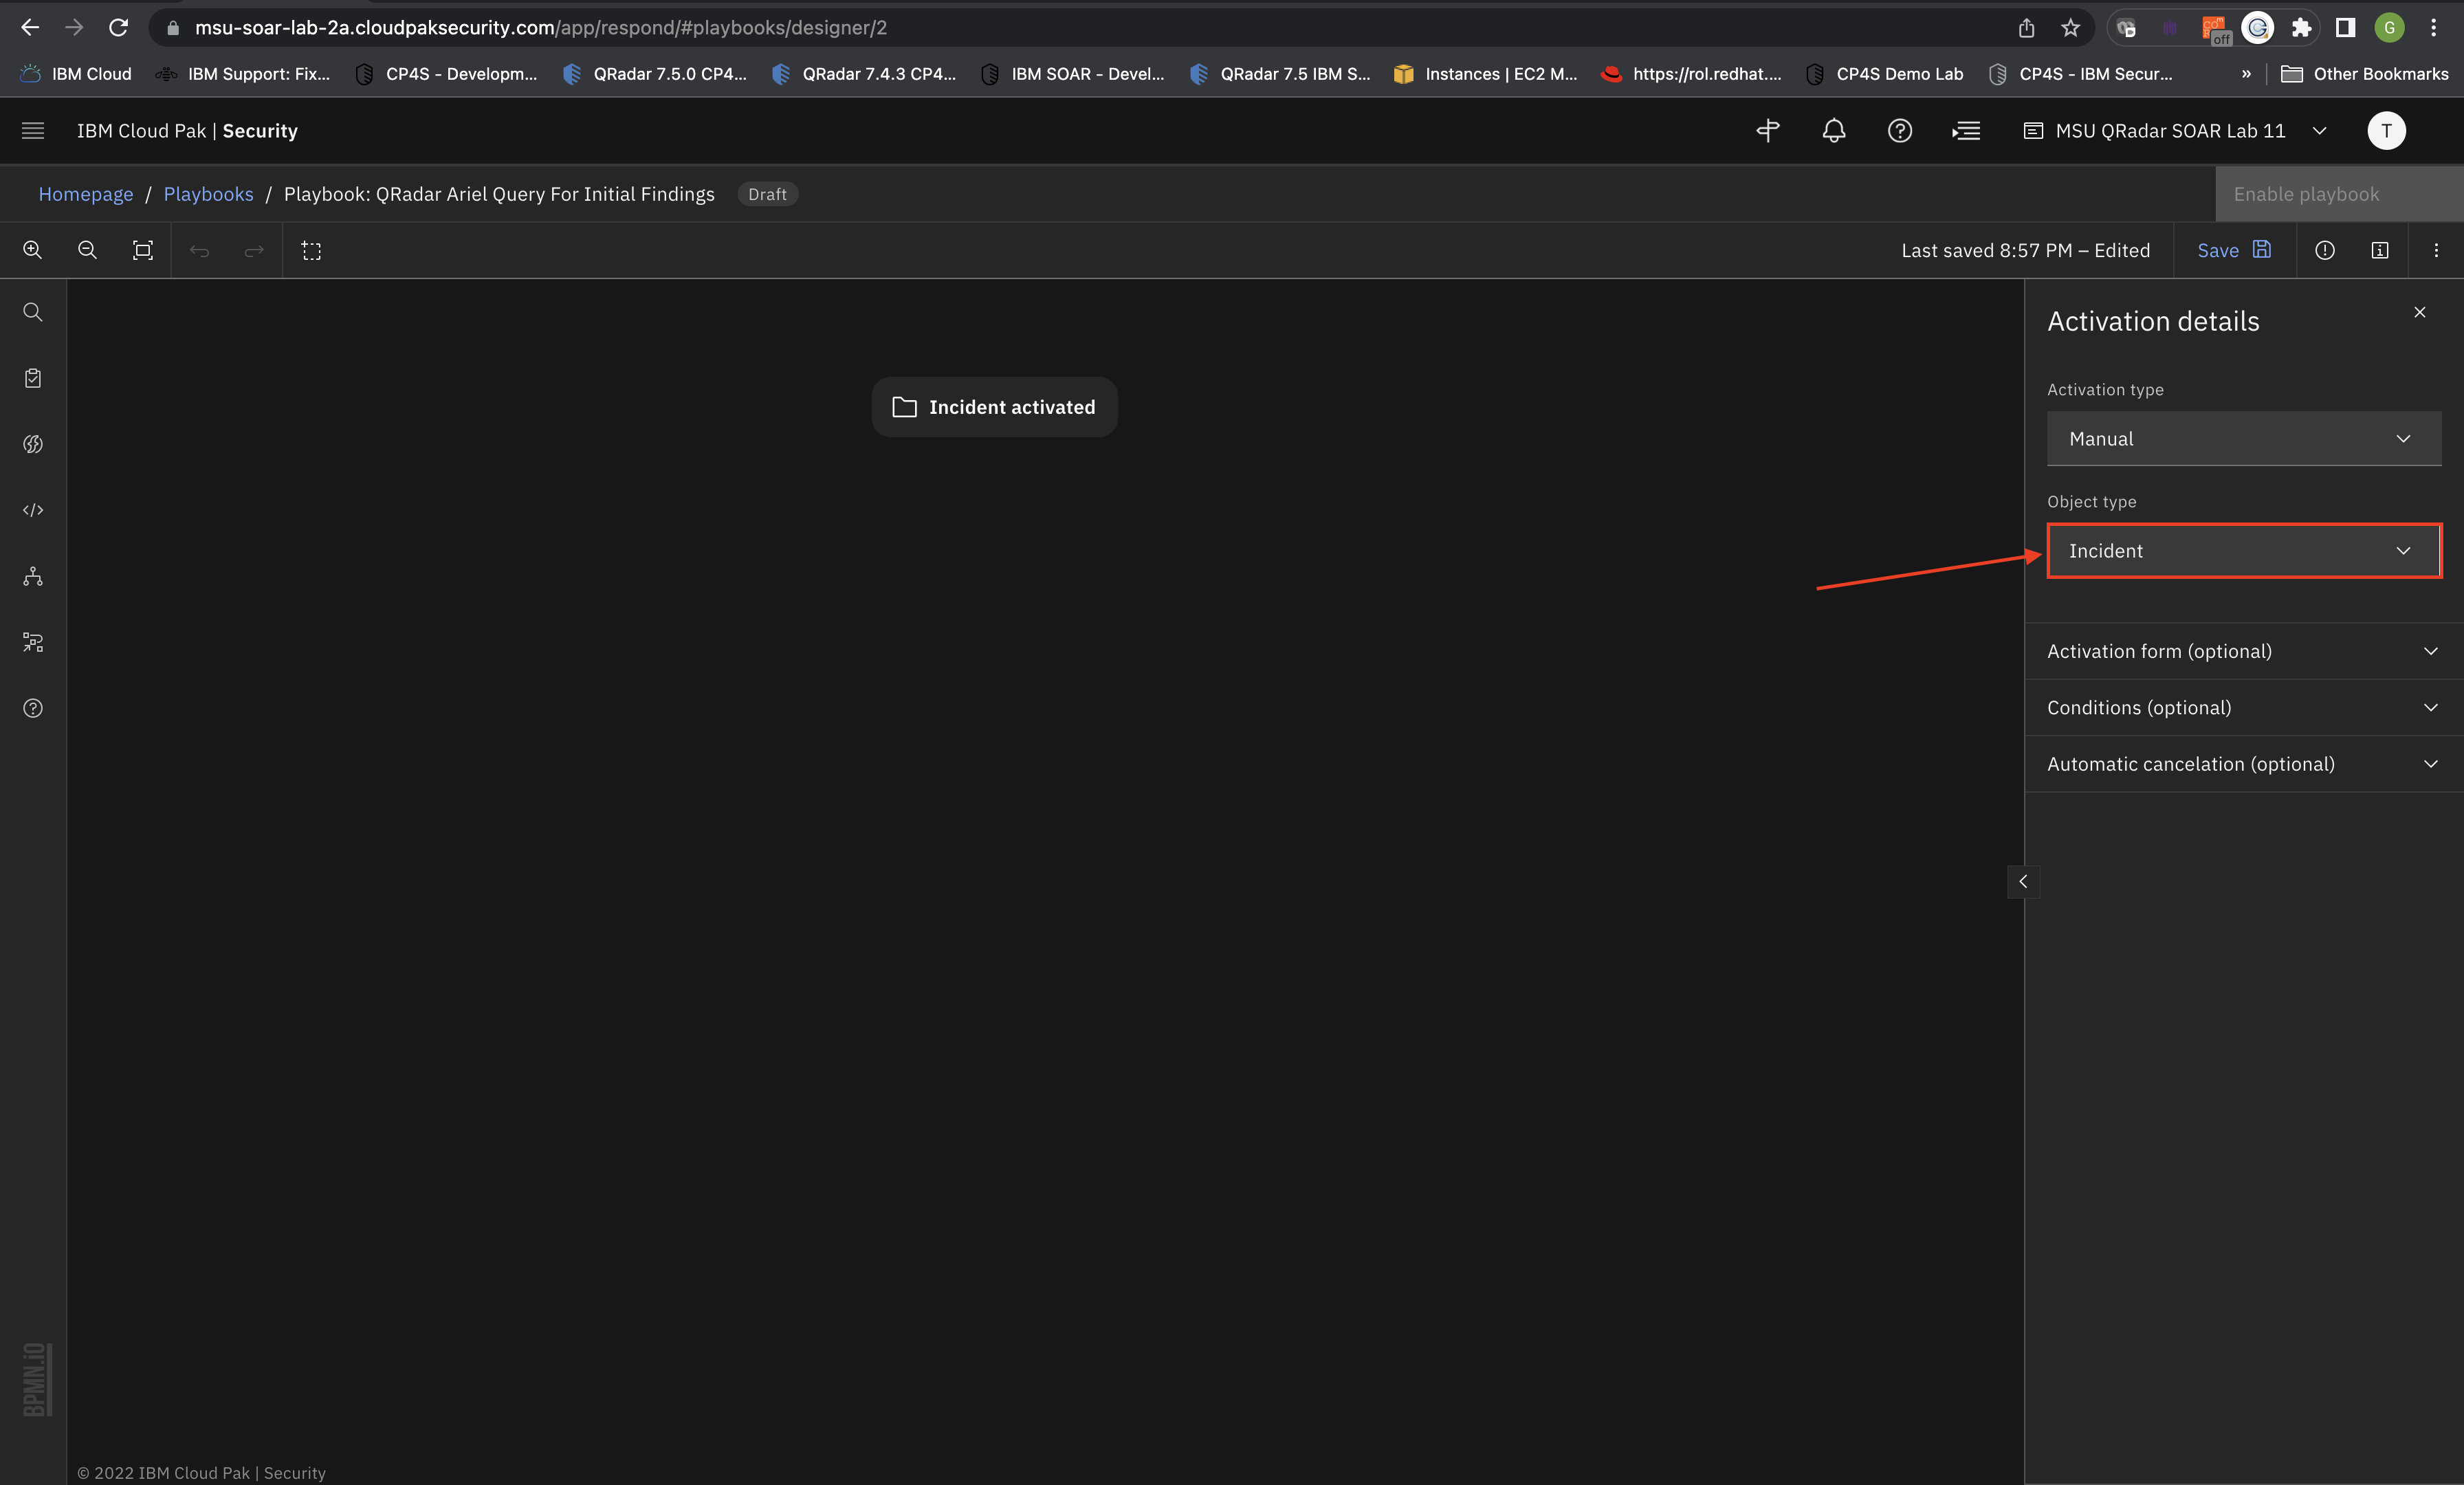 msu-soar-lab-2a.cloudpaksecurity.com/app/respond/#playbooks/designer/2
off
G
IBM Cloud
IBM Support: Fix...
CP4S - Developm...
QRadar 7.5.0 CP4...
QRadar 7.4.3 CP4...
IBM SOAR - Devel...
QRadar 7.5 IBM S...
Instances | EC2 M...
https://rol.redhat....
CP4S Demo Lab
CP4S - IBM Secur...
»
Other Bookmarks
IBM Cloud Pak | Security
MSU QRadar SOAR Lab 11
T
Homepage / Playbooks / Playbook: QRadar Ariel Query For Initial Findings
Draft
Enable playbook
Last saved 8:57 PM – Edited
Save
Activation details
Incident activated
Activation type
Manual
Object type
Incident
Activation form (optional)
Conditions (optional)
Automatic cancelation (optional)
BPMN.iO
© 2022 IBM Cloud Pak | Security